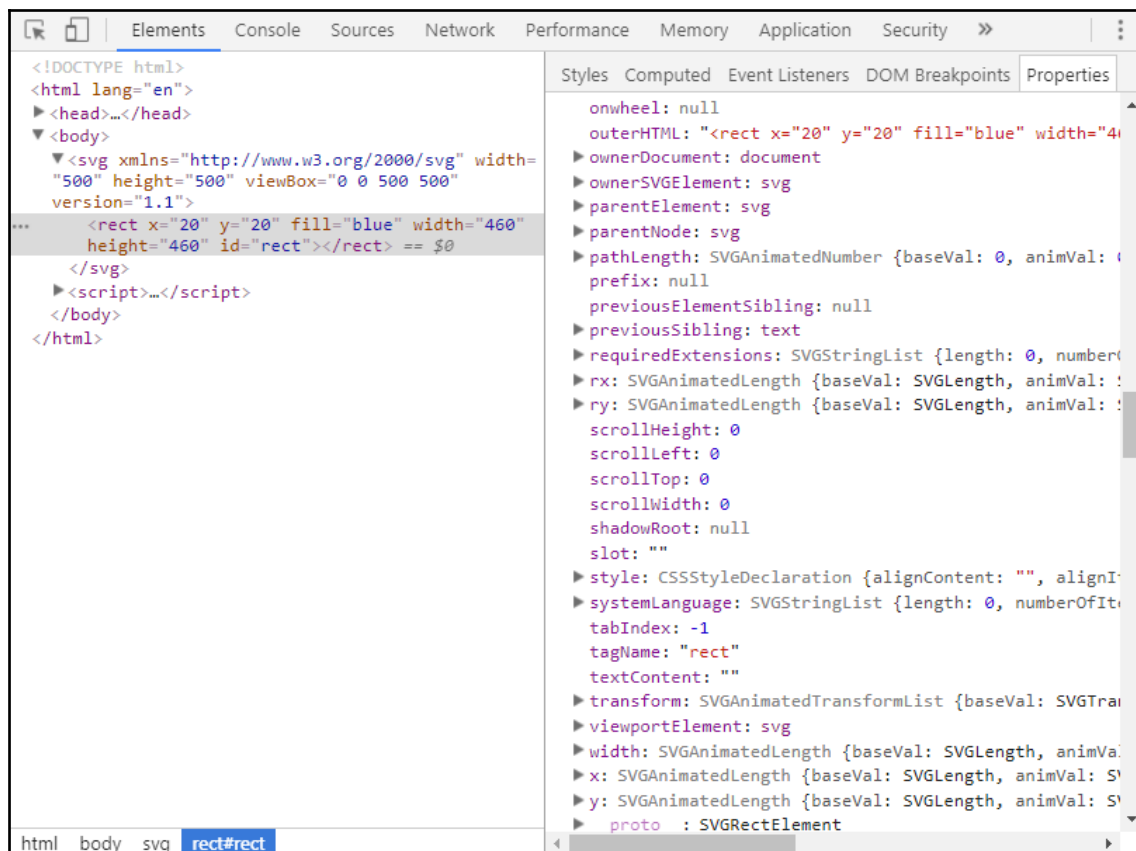 Elements Console Sources Network Performance Memory Application Security »
<!DOCTYPE html>
<html lang="en">
▶<head>…</head>
▼<body>
▼<svg xmlns="http://www.w3.org/2000/svg" width=
"500" height="500" viewBox="0 0 500 500"
version="1.1">
… <rect x="20" y="20" fill="blue" width="460"
height="460" id="rect"></rect> == $0
</svg>
▶<script>…</script>
</body>
</html>
html body svg rect#rect
Styles Computed Event Listeners DOM Breakpoints Properties
onwheel: null
outerHTML: "<rect x="20" y="20" fill="blue" width="4
▶ownerDocument: document
▶ownerSVGElement: svg
▶parentElement: svg
▶parentNode: svg
▶pathLength: SVGAnimatedNumber {baseVal: 0, animVal:
prefix: null
previousElementSibling: null
▶previousSibling: text
▶requiredExtensions: SVGStringList {length: 0, number
▶rx: SVGAnimatedLength {baseVal: SVGLength, animVal:
▶ry: SVGAnimatedLength {baseVal: SVGLength, animVal:
scrollHeight: 0
scrollLeft: 0
scrollTop: 0
scrollWidth: 0
shadowRoot: null
slot: ""
▶style: CSSStyleDeclaration {alignContent: "", alignI
▶systemLanguage: SVGStringList {length: 0, numberOfIt
tabIndex: -1
tagName: "rect"
textContent: ""
▶transform: SVGAnimatedTransformList {baseVal: SVGTra
▶viewportElement: svg
▶width: SVGAnimatedLength {baseVal: SVGLength, animVa
▶x: SVGAnimatedLength {baseVal: SVGLength, animVal: S
▶y: SVGAnimatedLength {baseVal: SVGLength, animVal: S
▶ proto : SVGRectElement